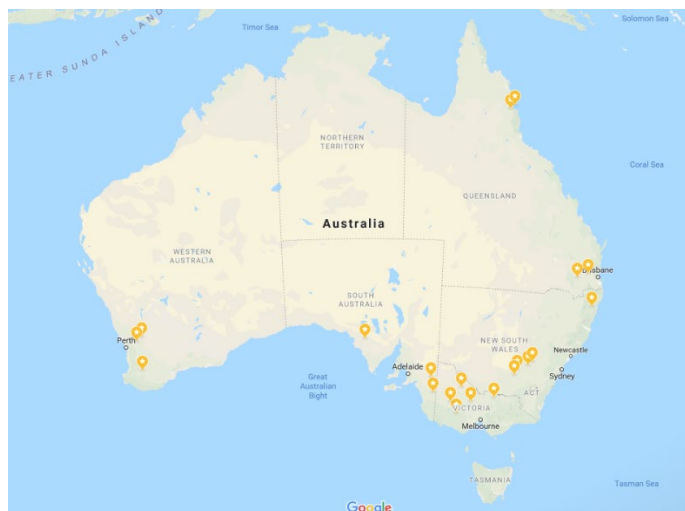 Timor Sea
Solomon Sea
EATER SUNDA ISLAND
NORTHERN
TERRITORY
Coral Sea
QUEENSLAND
Australia
WESTERN
AUSTRALIA
Brisbane
SOUTH
AUSTRALIA
NEW SOUTH
WALES
Perth
Newcastle
Adelaide
Sydney
Great
Australian
Bight
ACT
VICTORIA
Melbourne
TASMANIA
Tasman Sea
Google